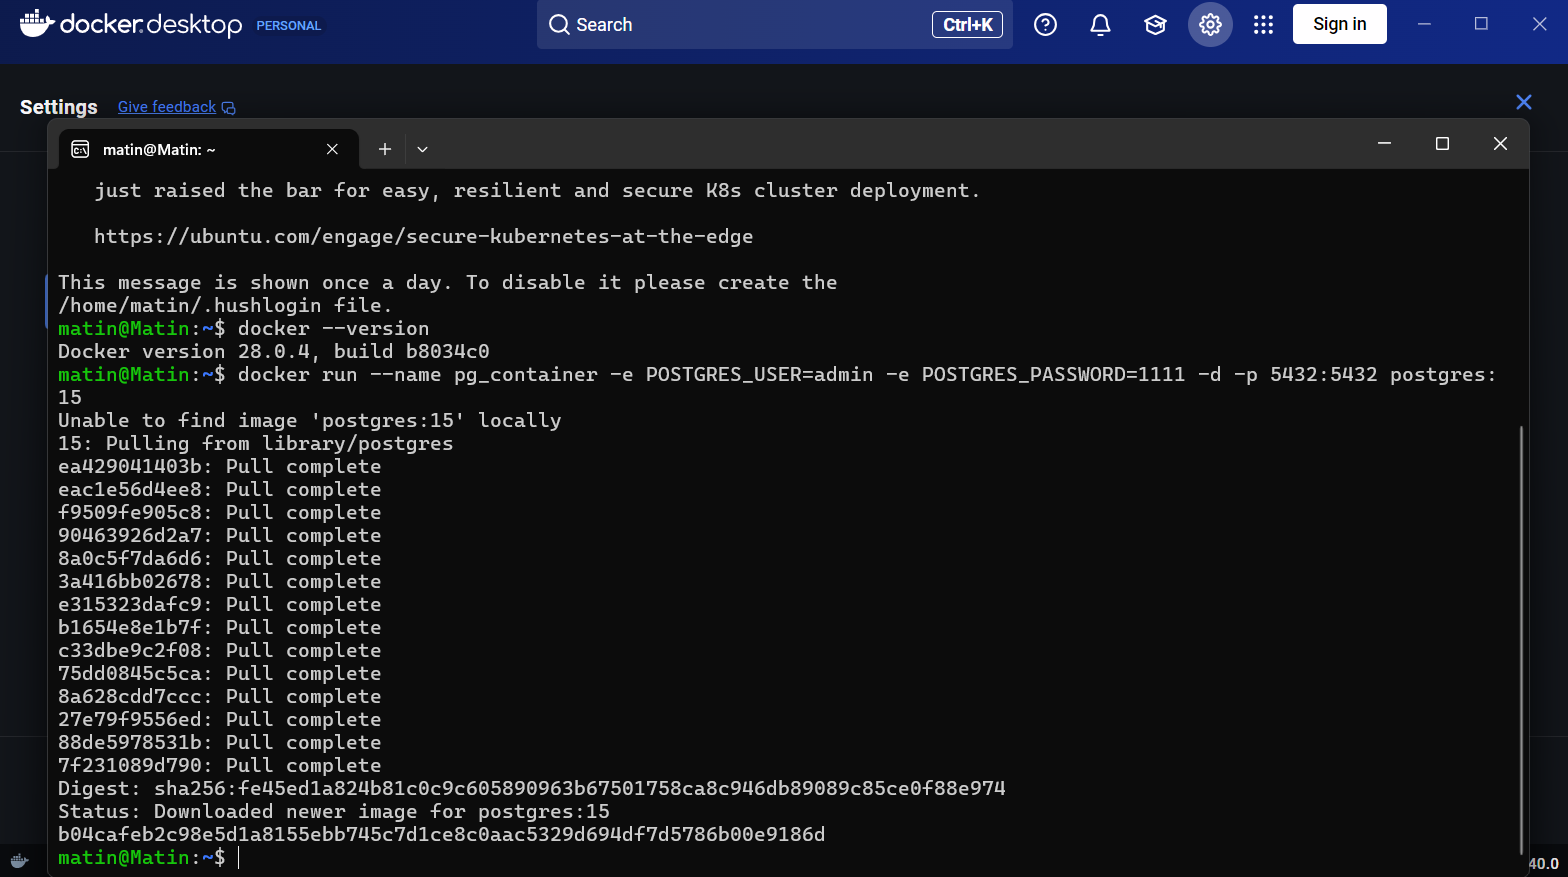 docker.desktop PERSONAL Search Ctrl+K Sign in
Settings Give feedback
matin@Matin: ~
just raised the bar for easy, resilient and secure K8s cluster deployment.
https://ubuntu.com/engage/secure-kubernetes-at-the-edge
This message is shown once a day. To disable it please create the
/home/matin/.hushlogin file.
matin@Matin:~$ docker --version
Docker version 28.0.4, build b8034c0
matin@Matin:~$ docker run --name pg_container -e POSTGRES_USER=admin -e POSTGRES_PASSWORD=1111 -d -p 5432:5432 postgres:
15
Unable to find image 'postgres:15' locally
15: Pulling from library/postgres
ea429041403b: Pull complete
eac1e56d4ee8: Pull complete
f9509fe905c8: Pull complete
90463926d2a7: Pull complete
8a0c5f7da6d6: Pull complete
3a416bb02678: Pull complete
e315323dafc9: Pull complete
b1654e8e1b7f: Pull complete
c33dbe9c2f08: Pull complete
75dd0845c5ca: Pull complete
8a628cdd7ccc: Pull complete
27e79f9556ed: Pull complete
88de5978531b: Pull complete
7f231089d790: Pull complete
Digest: sha256:fe45ed1a824b81c0c9c605890963b67501758ca8c946db89089c85ce0f88e974
Status: Downloaded newer image for postgres:15
b04cafeb2c98e5d1a8155ebb745c7d1ce8c0aac5329d694df7d5786b00e9186d
matin@Matin:~$
40.0